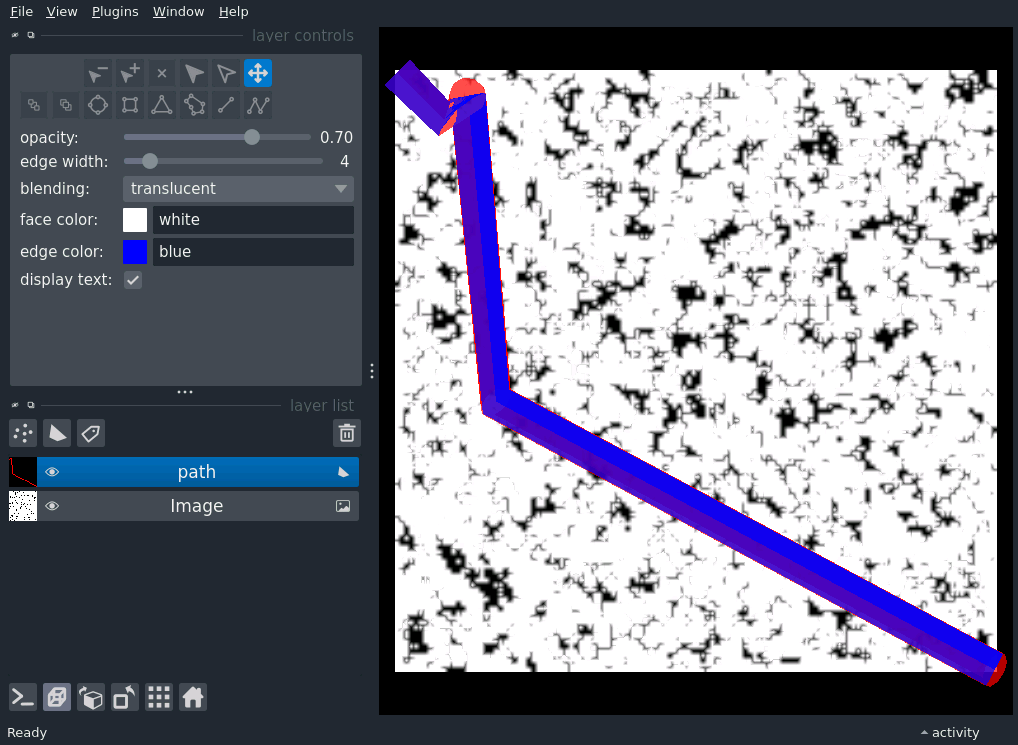 File View Plugins Window Help
layer controls
opacity: 0.70
edge width: 4
blending: translucent
face color: white
edge color: blue
display text:
layer list
path
Image
Ready
activity